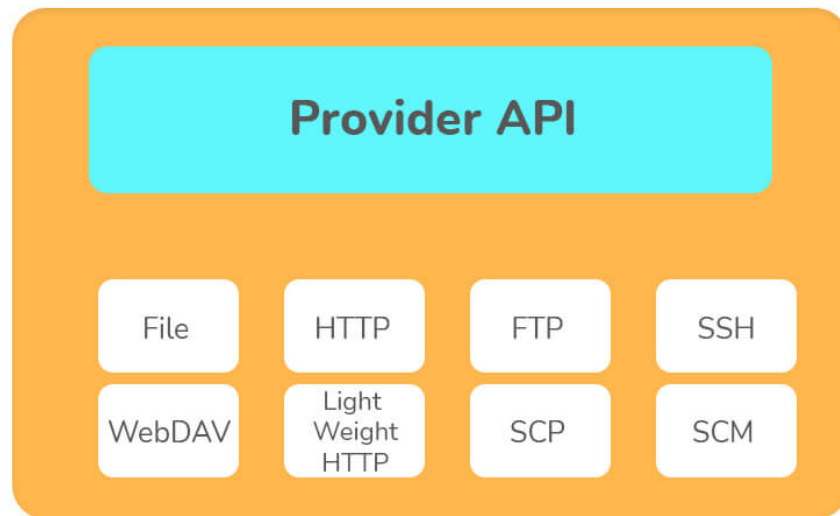 Provider API
File
HTTP
FTP
SSH
WebDAV
Light
Weight
HTTP
SCP
SCM